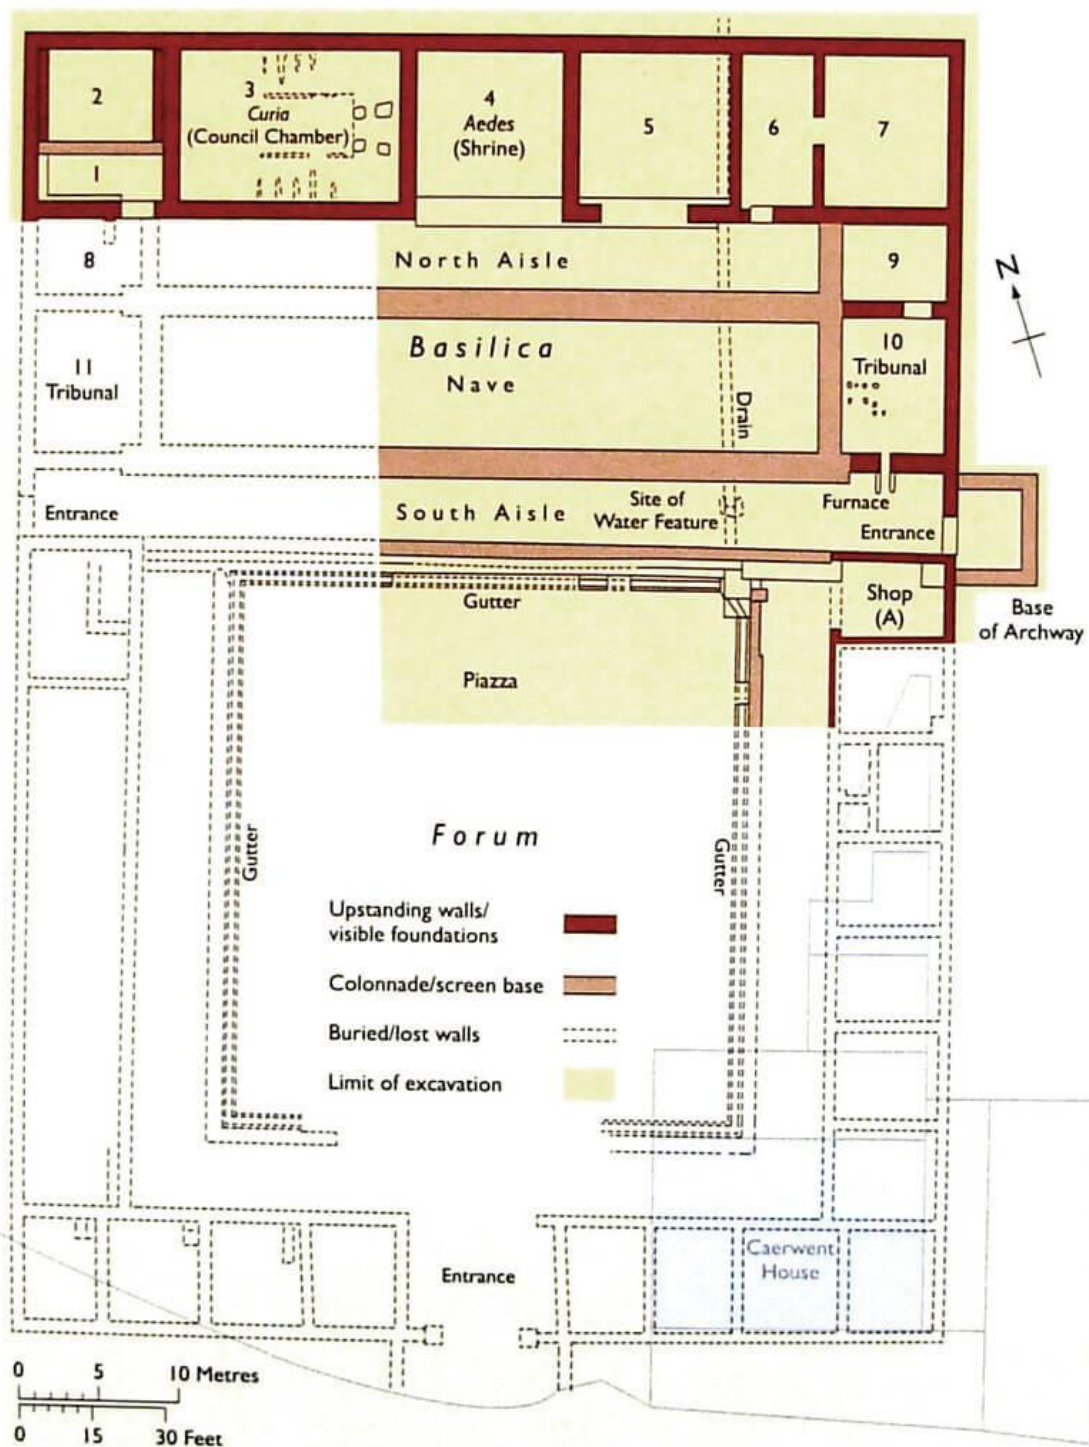 2
3
Curia
(Council Chamber)
4
Aedes
(Shrine)
5
6
7
1
8
North Aisle
9
N
Basilica
Nave
10
Tribunal
11
Tribunal
Drain
Entrance
South Aisle
Site of
Water Feature
Furnace
Entrance
Gutter
Shop
(A)
Base
of Archway
Piazza
Forum
Gutter
Gutter
Upstanding walls/
visible foundations
Colonnade/screen base
Buried/lost walls
Limit of excavation
Caerwent
House
Entrance
0 5 10 Metres
0 15 30 Feet